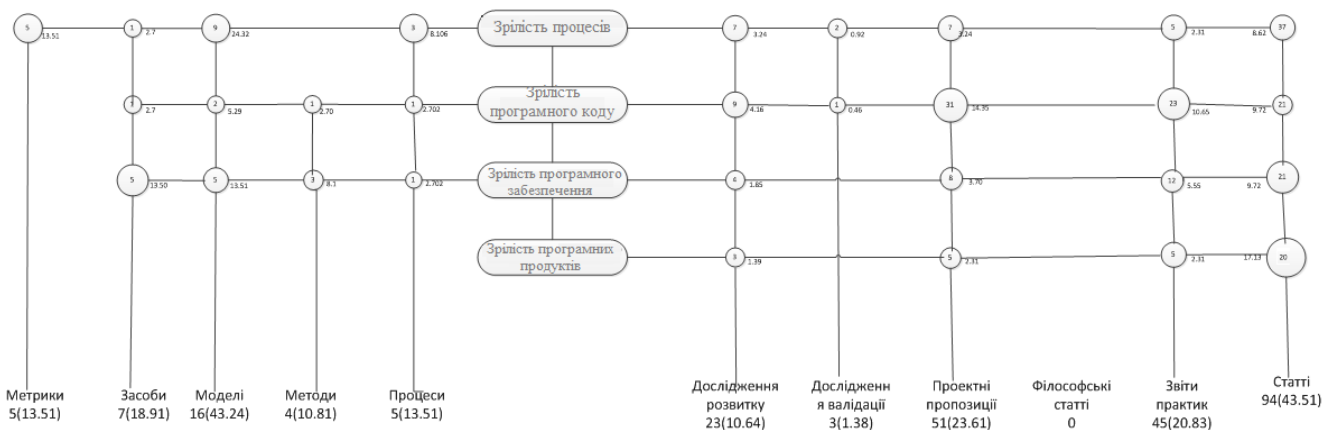 5 13.51 1 2.7 9 24.32 3 8.106 Зрілість процесів 7 3.24 2 0.92 7 3.24 5 2.31 8.62 37
1 2.7 2 5.29 1 2.70 1 2.702 Зрілість
програмного коду 9 4.16 1 0.46 31 14.35 23 10.65 9.72 21
5 13.50 5 13.51 3 8.1 1 2.702 Зрілість програмного
забезпечення 4 1.85 8 3.70 12 5.55 9.72 21
Зрілість програмних
продуктів 3 1.39 5 2.31 5 2.31 17.13 20
Метрики
5(13.51)
Засоби
7(18.91)
Моделі
16(43.24)
Методи
4(10.81)
Процеси
5(13.51)
Дослідження
розвитку
23(10.64)
Дослідженн
я валідації
3(1.38)
Проектні
пропозиції
51(23.61)
Філософські
статті
0
Звіти
практик
45(20.83)
Статті
94(43.51)